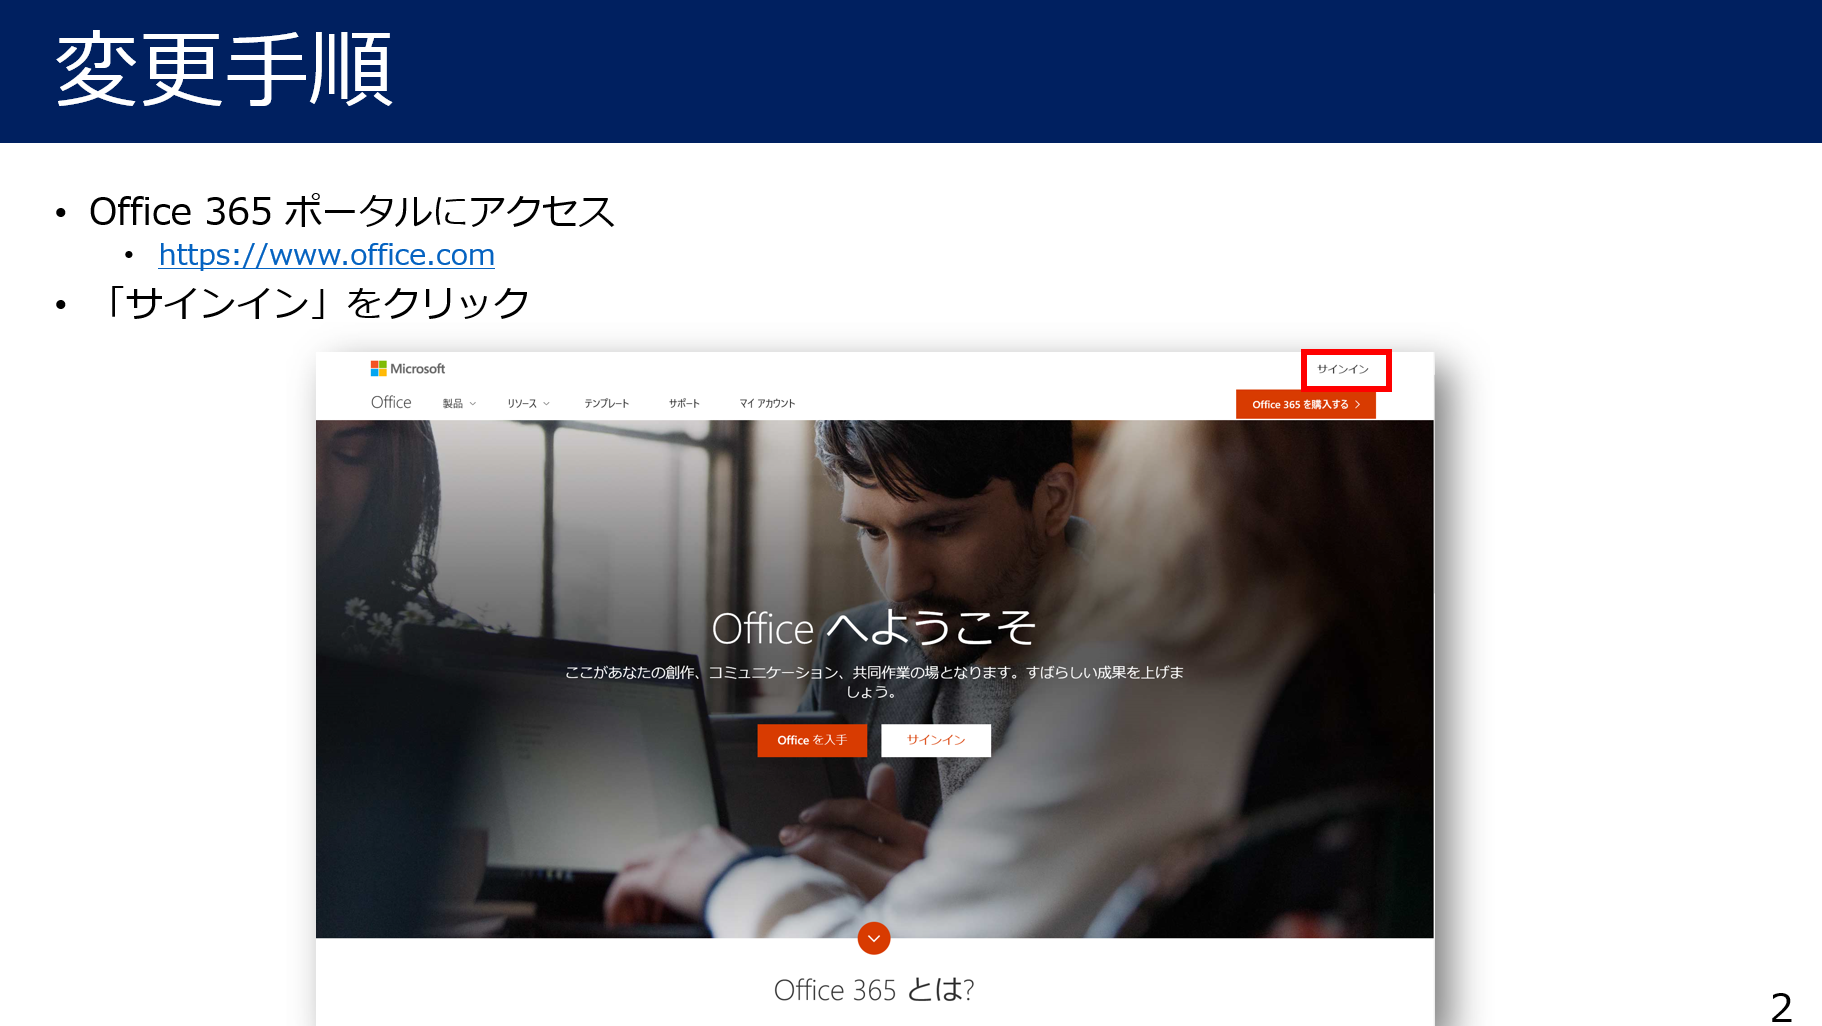 変更手順
• Office 365 ポータルにアクセス
• https://www.office.com
• 「サインイン」をクリック
Microsoft
サインイン
Office 製品 リソース テンプレート サポート マイ アカウント
Office 365 を購入する
Office へようこそ
ここがあなたの創作、コミュニケーション、共同作業の場となります。すばらしい成果を上げま
しょう。
Office を入手 サインイン
Office 365 とは?
2